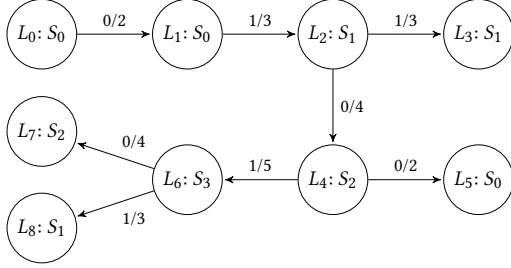 L₀: S₀ 0/2 L₁: S₀ 1/3 L₂: S₁ 1/3 L₃: S₁
0/4
L₇: S₂ 0/4
L₆: S₃ 1/5 L₄: S₂ 0/2 L₅: S₀
L₈: S₁ 1/3